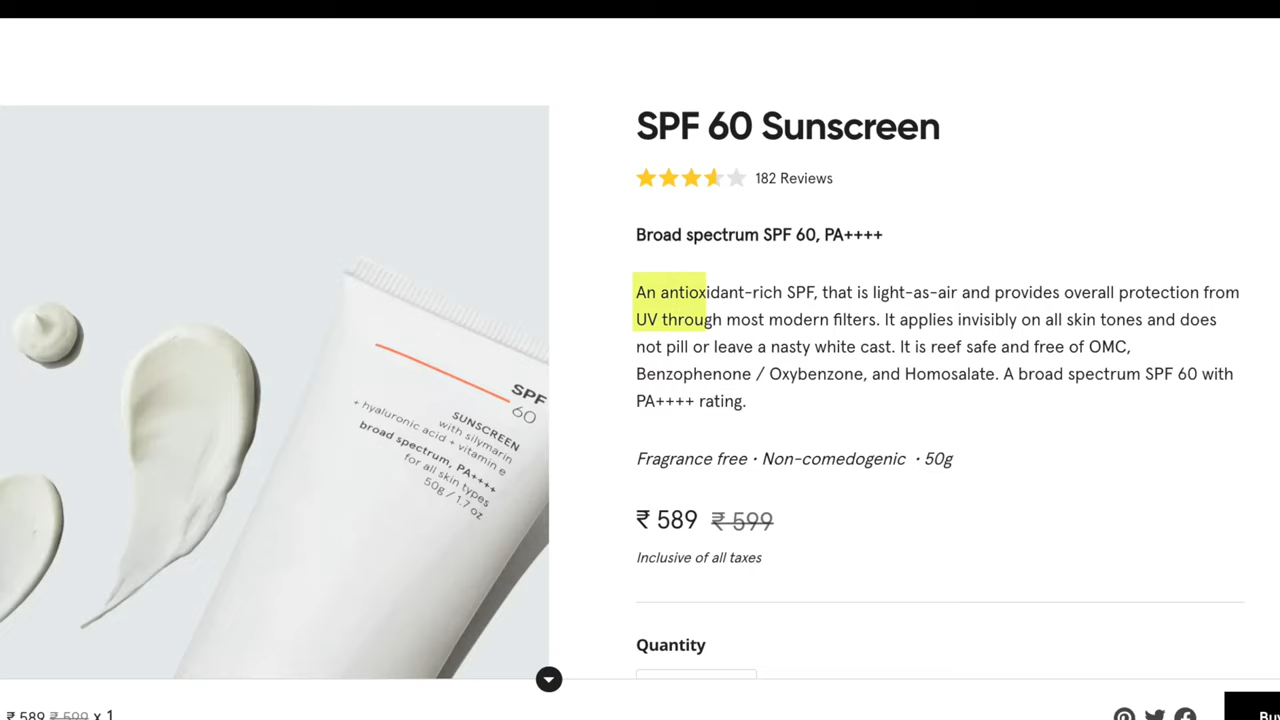 SPF 60 Sunscreen
182 Reviews
Broad spectrum SPF 60, PA++++
An antioxidant-rich SPF, that is light-as-air and provides overall protection from
UV through most modern filters. It applies invisibly on all skin tones and does
not pill or leave a nasty white cast. It is reef safe and free of OMC,
Benzophenone / Oxybenzone, and Homosalate. A broad spectrum SPF 60 with
PA++++ rating.
Fragrance free · Non-comedogenic · 50g
₹ 589 ₹ 599
Inclusive of all taxes
Quantity
SPF
60
SUNSCREEN
with silymarin
+ hyaluronic acid + vitamin e
broad spectrum, PA++++
for all skin types
50g / 1.7 oz
₹ 589 ₹ 599 x 1